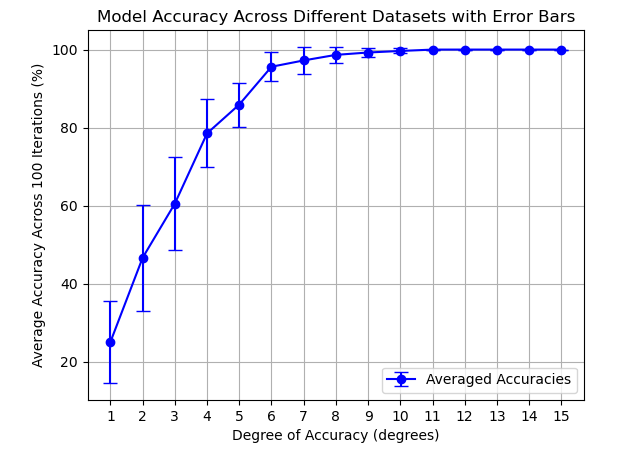 Model Accuracy Across Different Datasets with Error Bars
Average Accuracy Across 100 Iterations (%)
100
80
60
40
20
Averaged Accuracies
1 2 3 4 5 6 7 8 9 10 11 12 13 14 15
Degree of Accuracy (degrees)